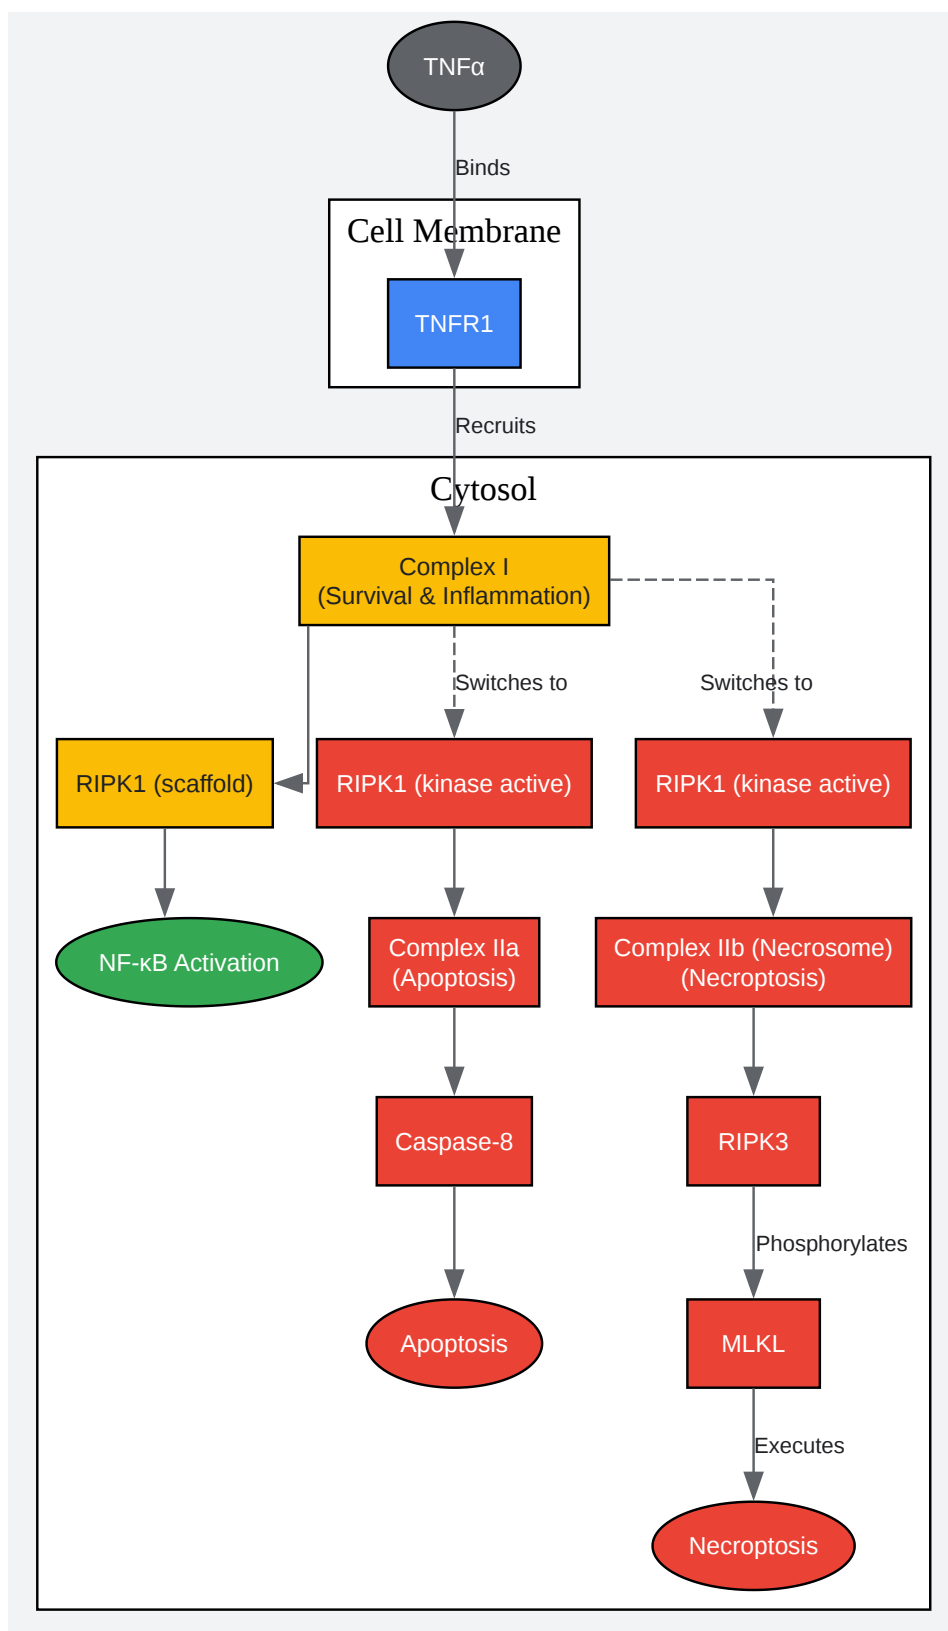 TNFα
Binds
Cell Membrane
TNFR1
Recruits
Cytosol
Complex I
(Survival & Inflammation)
Switches to
Switches to
RIPK1 (scaffold)
RIPK1 (kinase active)
RIPK1 (kinase active)
NF-κB Activation
Complex IIa
(Apoptosis)
Complex IIb (Necrosome)
(Necroptosis)
Caspase-8
RIPK3
Phosphorylates
Apoptosis
MLKL
Executes
Necroptosis